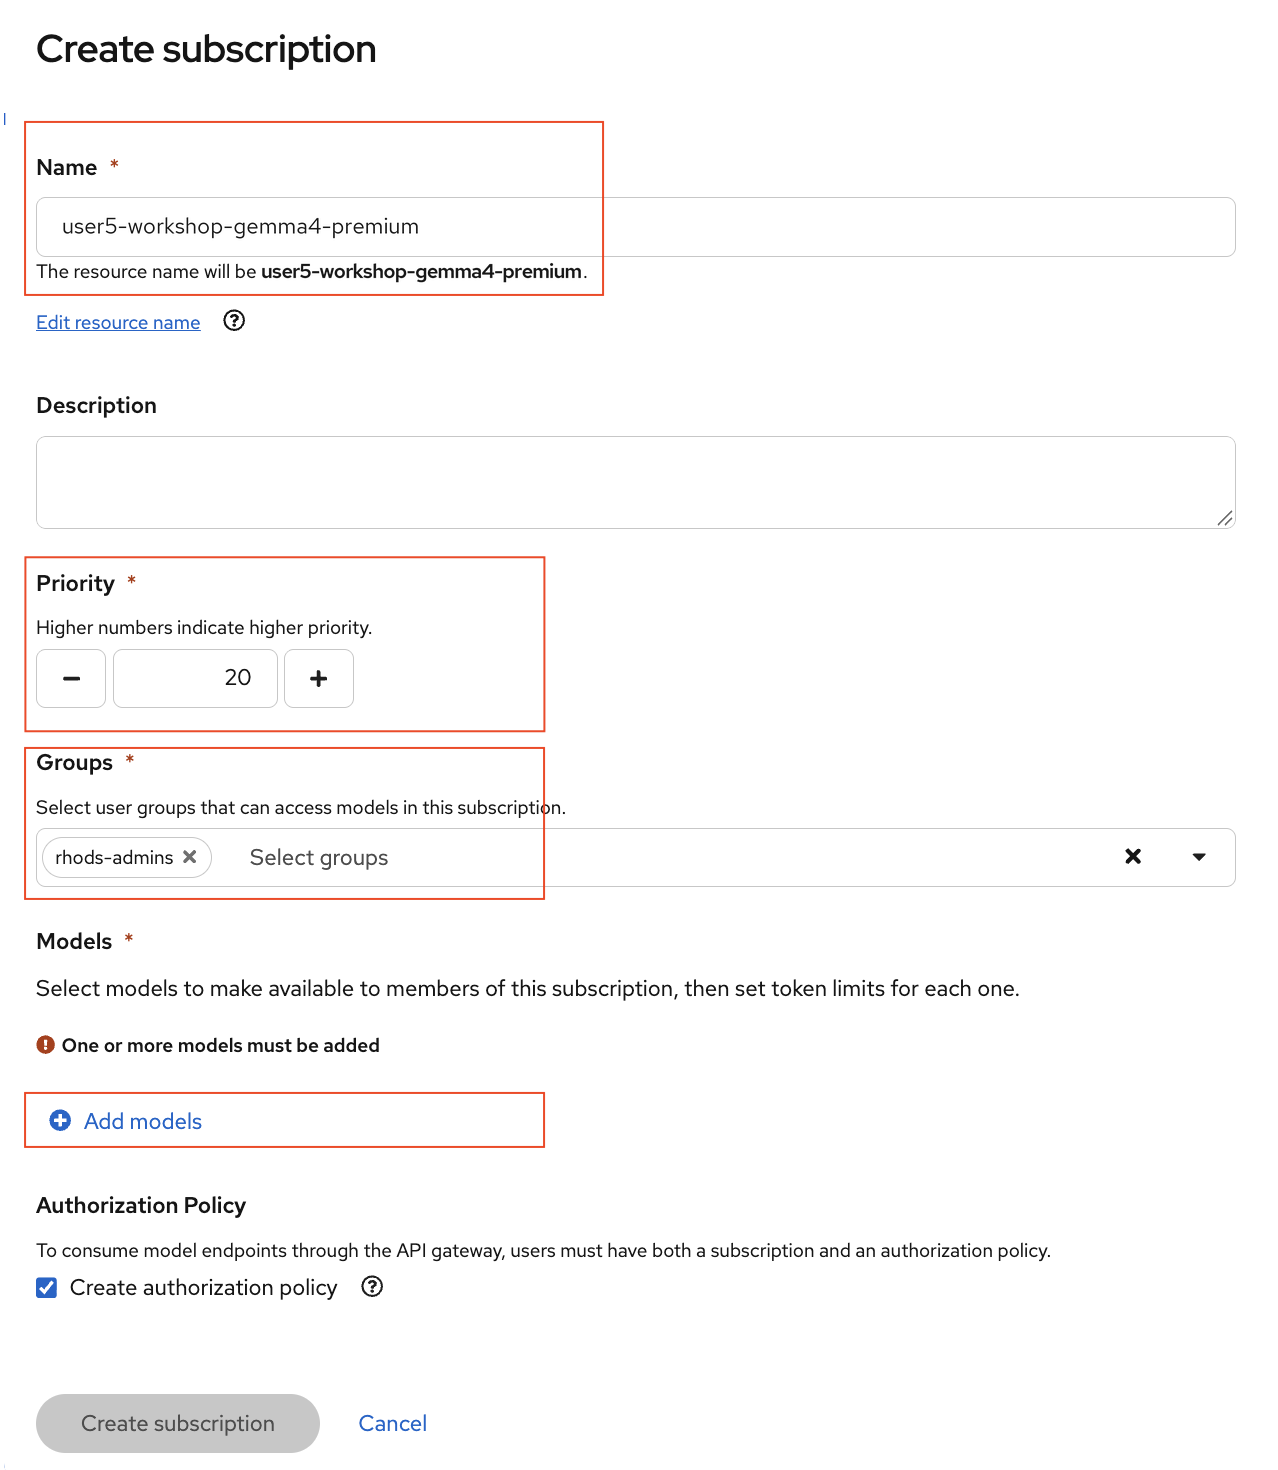 Create subscription
Name *
user5-workshop-gemma4-premium
The resource name will be user5-workshop-gemma4-premium.
Edit resource name
Description
Priority *
Higher numbers indicate higher priority.
20
Groups *
Select user groups that can access models in this subscription.
rhods-admins Select groups
Models *
Select models to make available to members of this subscription, then set token limits for each one.
One or more models must be added
Add models
Authorization Policy
To consume model endpoints through the API gateway, users must have both a subscription and an authorization policy.
Create authorization policy
Create subscription Cancel